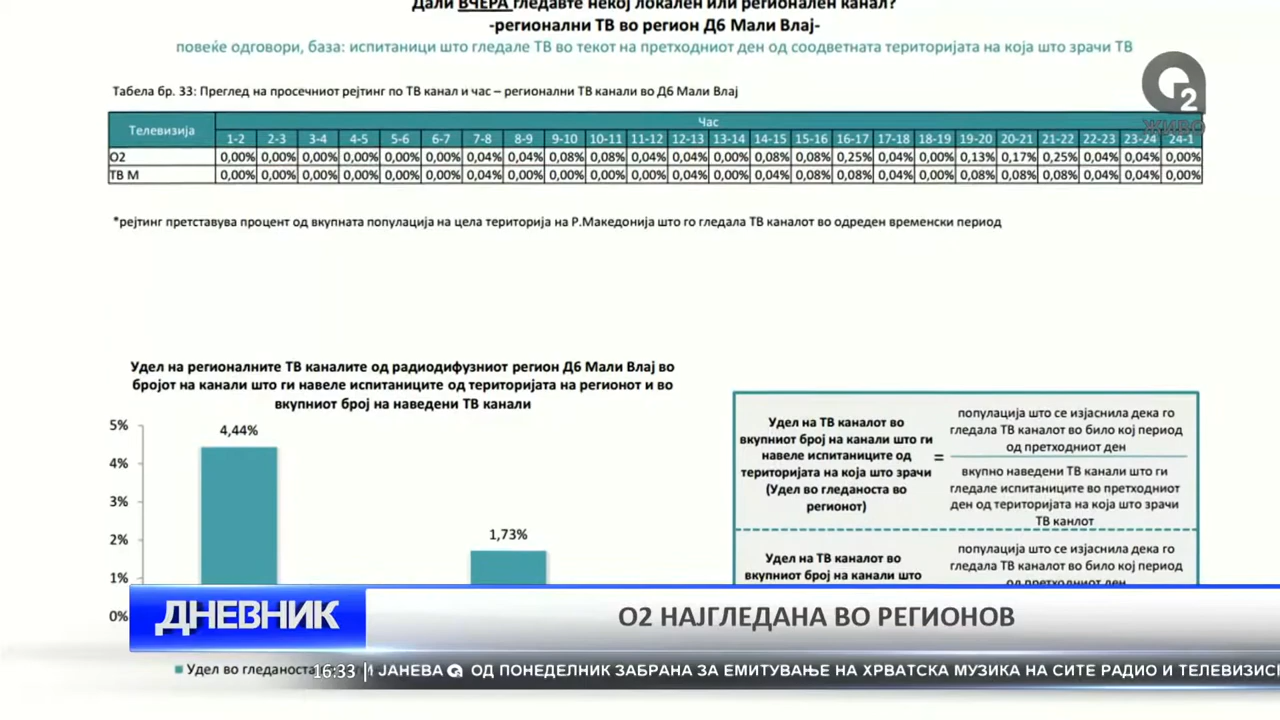 Дали ВЧЕРА гледавте некој локален или регионален канал?
-регионални ТВ во регион Д6 Мали Влај-
повеќе одговори, база: испитаници што гледале ТВ во текот на претходниот ден од соодветната територијата на која што зрачи ТВ
Табела бр. 33: Преглед на просечниот рејтинг по ТВ канал и час – регионални ТВ канали во Д6 Мали Влај
2
ЖИВО
Телевизија Час
1-2 2-3 3-4 4-5 5-6 6-7 7-8 8-9 9-10 10-11 11-12 12-13 13-14 14-15 15-16 16-17 17-18 18-19 19-20 20-21 21-22 22-23 23-24 24-1
О2 0,00% 0,00% 0,00% 0,00% 0,00% 0,00% 0,04% 0,04% 0,08% 0,08% 0,04% 0,04% 0,00% 0,08% 0,08% 0,25% 0,04% 0,00% 0,13% 0,17% 0,25% 0,04% 0,04% 0,00%
ТВ М 0,00% 0,00% 0,00% 0,00% 0,00% 0,00% 0,04% 0,00% 0,00% 0,00% 0,00% 0,04% 0,00% 0,04% 0,08% 0,08% 0,04% 0,00% 0,08% 0,08% 0,08% 0,04% 0,04% 0,00%
*рејтинг претставува процент од вкупната популација на цела територија на Р.Македонија што го гледала ТВ каналот во одреден временски период
Удел на регионалните ТВ каналите од радиодифузниот регион Д6 Мали Влај во
бројот на канали што ги навеле испитаниците од територијата на регионот и во
вкупниот број на наведени ТВ канали
5%
4%
3%
2%
1%
0%
4,44%
1,73%
Удел на ТВ каналот во
вкупниот број на канали што ги
навеле испитаниците од
територијата на која што зрачи
(Удел во гледаноста во
регионот)
=
популација што се изјаснила дека го
гледала ТВ каналот во било кој период
од претходниот ден
вкупно наведени ТВ канали што ги
гледале испитаниците во претходниот
ден од територијата на која што зрачи
ТВ канлот
Удел на ТВ каналот во
вкупниот број на канали што
популација што се изјаснила дека го
гледала ТВ каналот во било кој период
од претходниот ден
ДНЕВНИК
О2 НАЈГЛЕДАНА ВО РЕГИОНОВ
Удел во гледаноста
16:33 И ЈАНЕВА ОД ПОНЕДЕЛНИК ЗАБРАНА ЗА ЕМИТУВАЊЕ НА ХРВАТСКА МУЗИКА НА СИТЕ РАДИО И ТЕЛЕВИЗИС